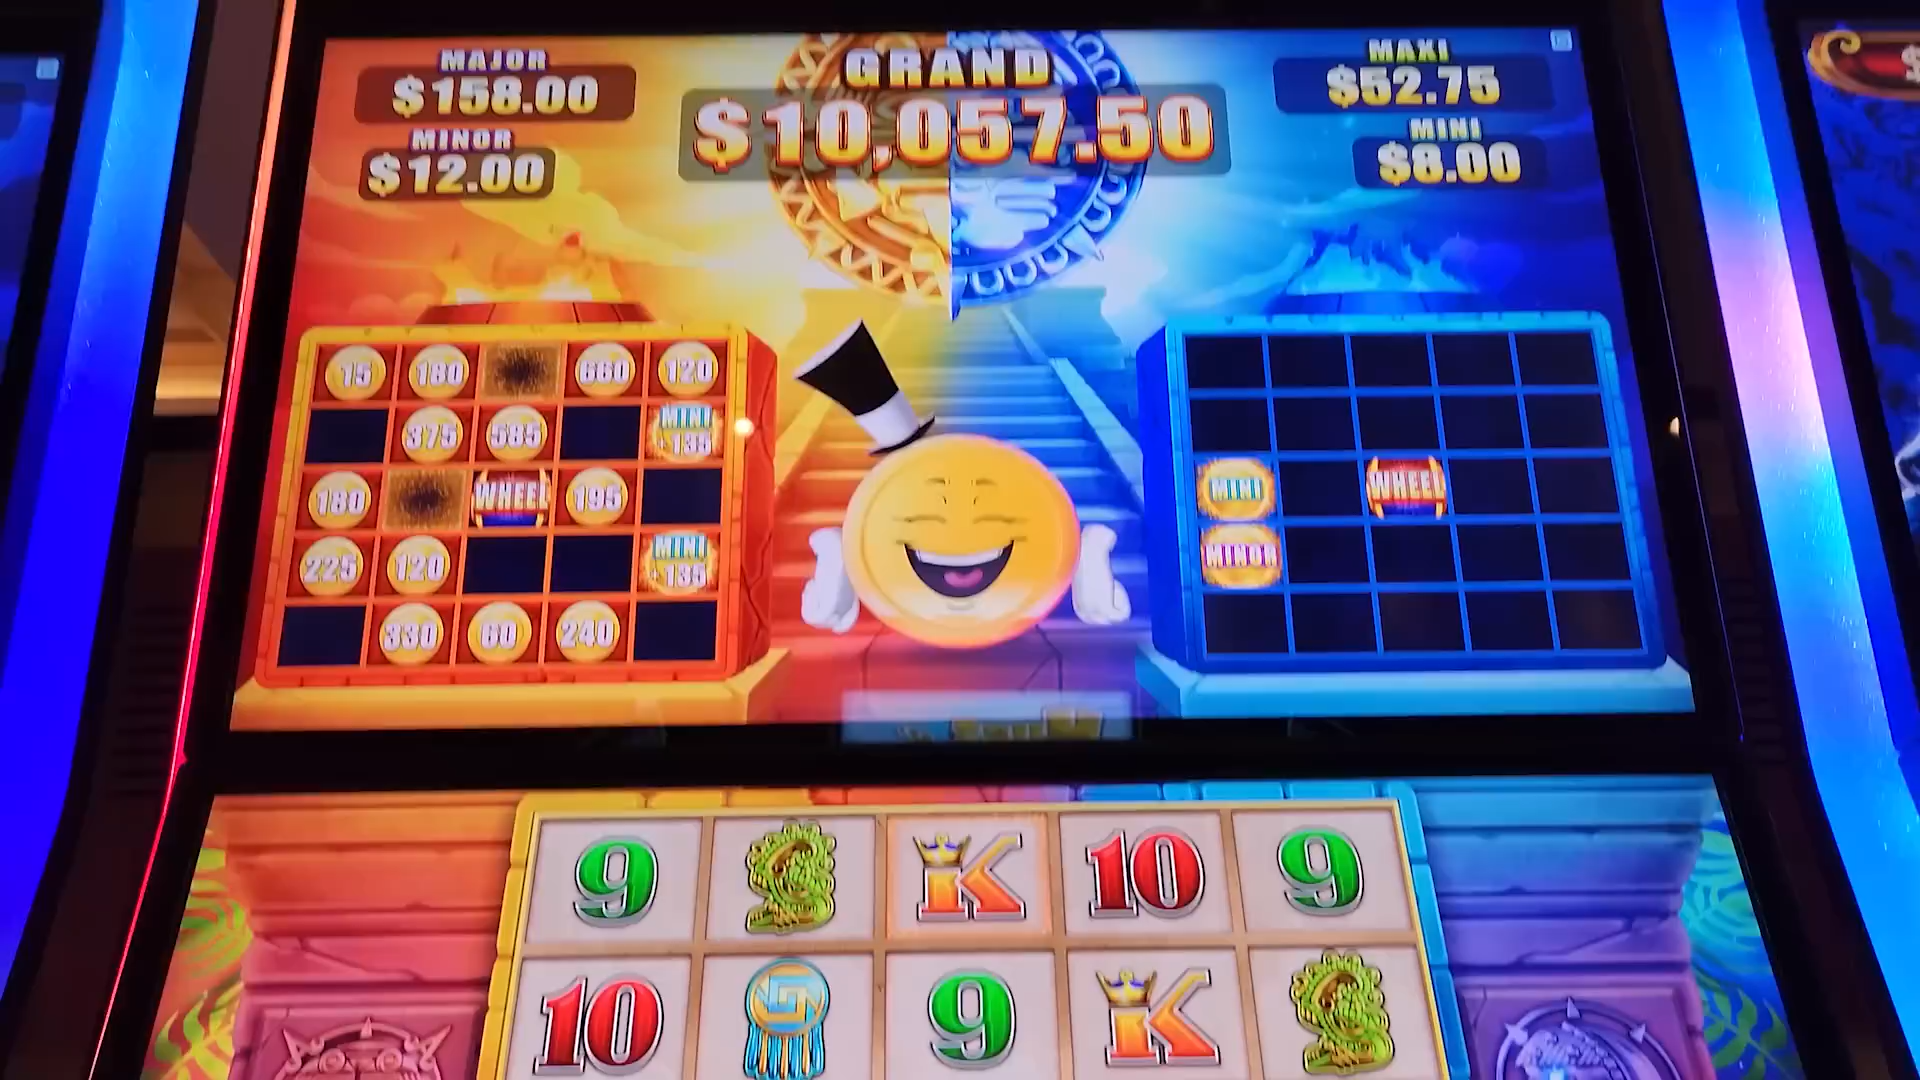 MAJOR
$158.00
MINOR
$12.00
GRAND
$10,057.50
MAXI
$52.75
MINI
$8.00
15 180 660 120
375 585 MINI +135
180 WHEEL 195
225 120 MINI +135
330 60 240
MINI WHEEL
MINOR
9 K 10 9
10 9 K